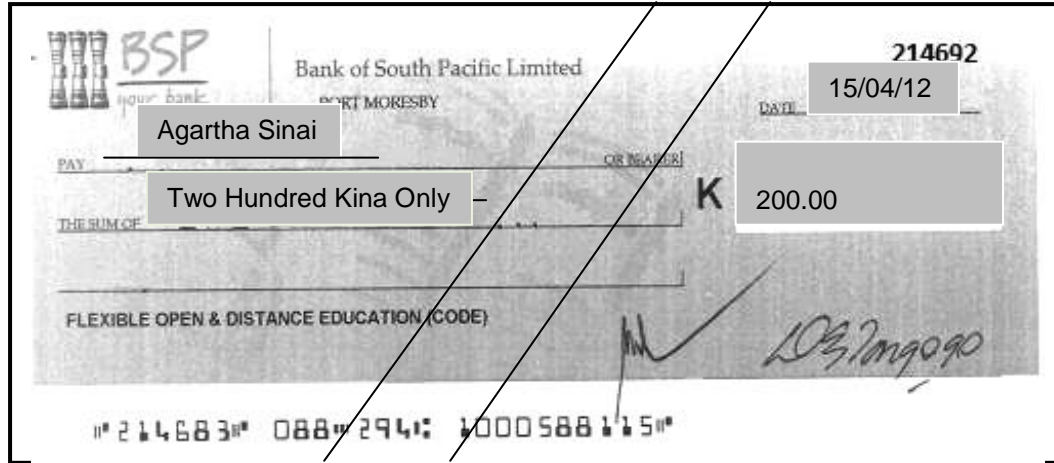 BSP
your bank
Bank of South Pacific Limited
PORT MORESBY
214692
DATE 15/04/12
PAY Agartha Sinai OR BEARER
THE SUM OF Two Hundred Kina Only
K 200.00
FLEXIBLE OPEN & DISTANCE EDUCATION (CODE)
⑈214683⑈ 088⑈294⑆ 1000588115⑈